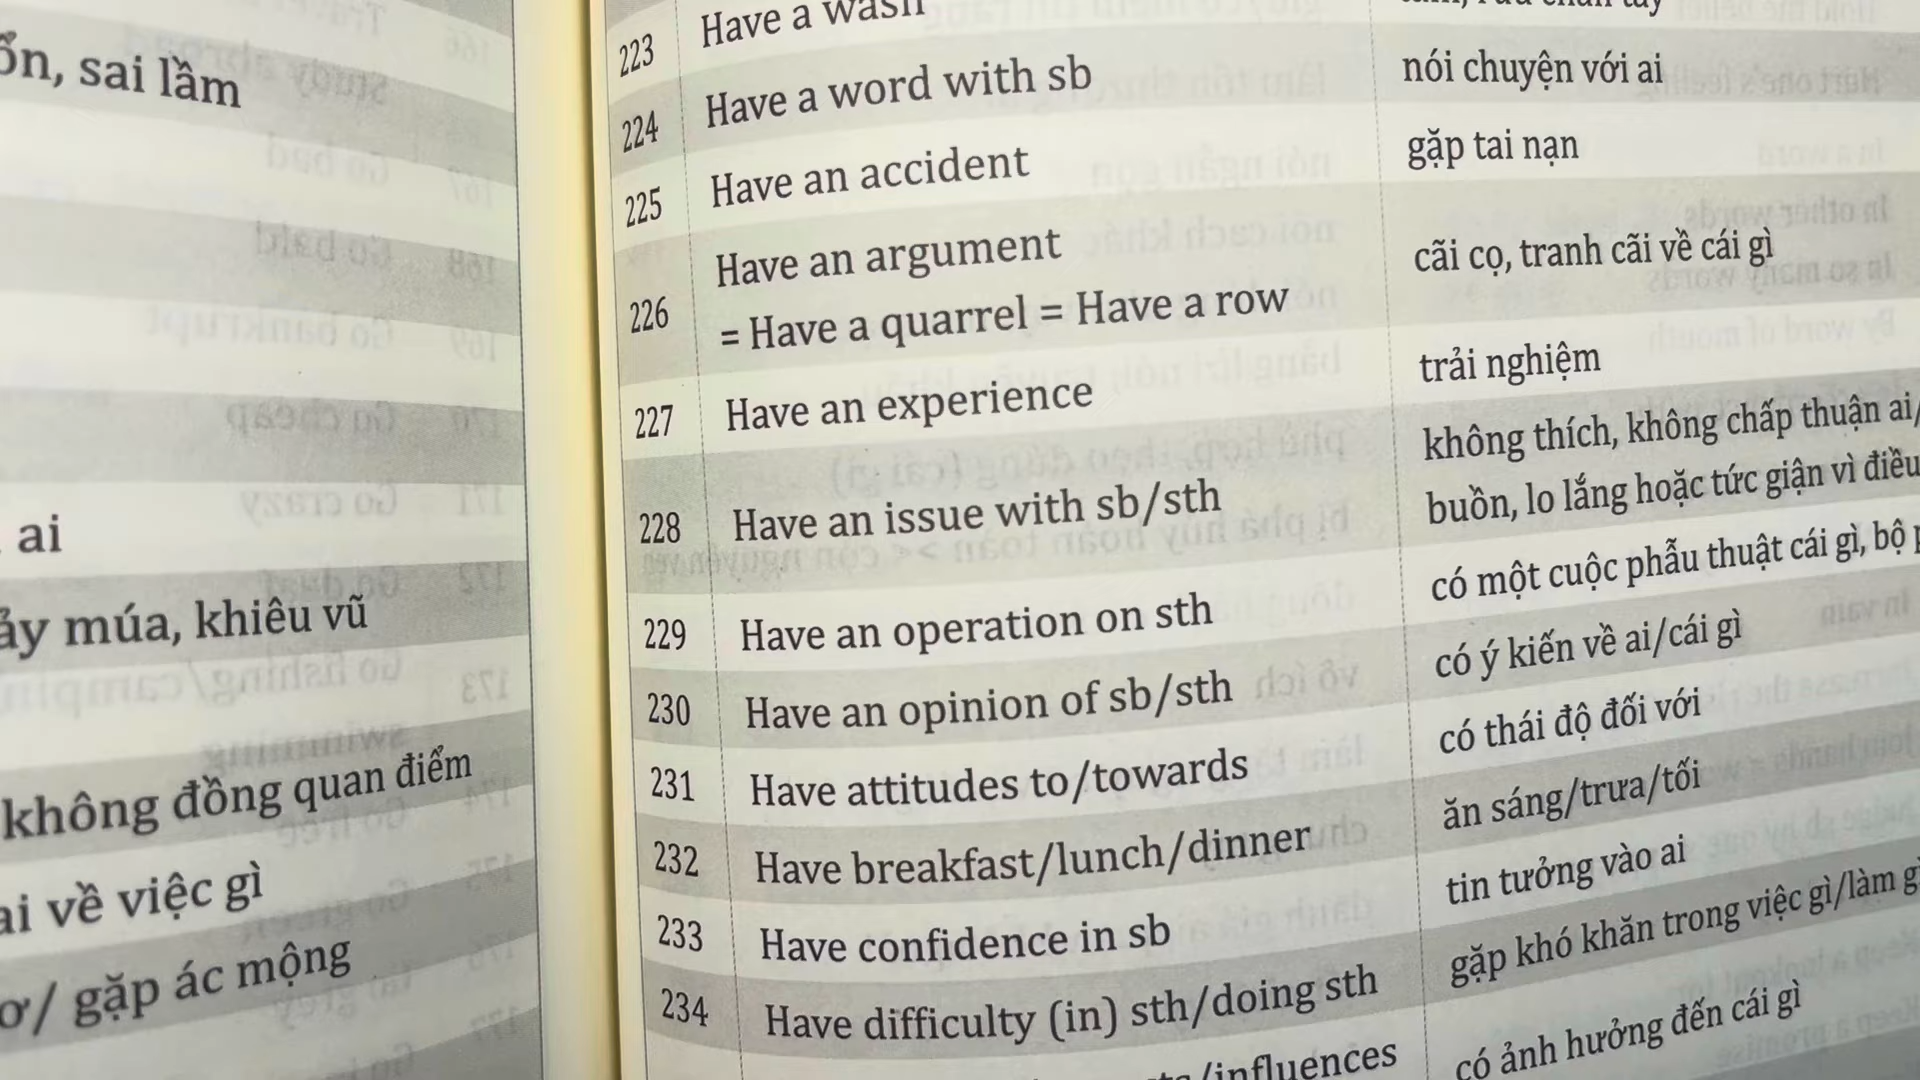 ổn, sai lầm
ai
ảy múa, khiêu vũ
không đồng quan điểm
ai về việc gì
ơ/ gặp ác mộng
223 Have a wash
224 Have a word with sb nói chuyện với ai
225 Have an accident gặp tai nạn
226 Have an argument cãi cọ, tranh cãi về cái gì
= Have a quarrel = Have a row
227 Have an experience trải nghiệm
228 Have an issue with sb/sth không thích, không chấp thuận ai/
buồn, lo lắng hoặc tức giận vì điều
229 Have an operation on sth có một cuộc phẫu thuật cái gì, bộ p
230 Have an opinion of sb/sth có ý kiến về ai/cái gì
231 Have attitudes to/towards có thái độ đối với
232 Have breakfast/lunch/dinner ăn sáng/trưa/tối
233 Have confidence in sb tin tưởng vào ai
234 Have difficulty (in) sth/doing sth gặp khó khăn trong việc gì/làm g
/influences có ảnh hưởng đến cái gì